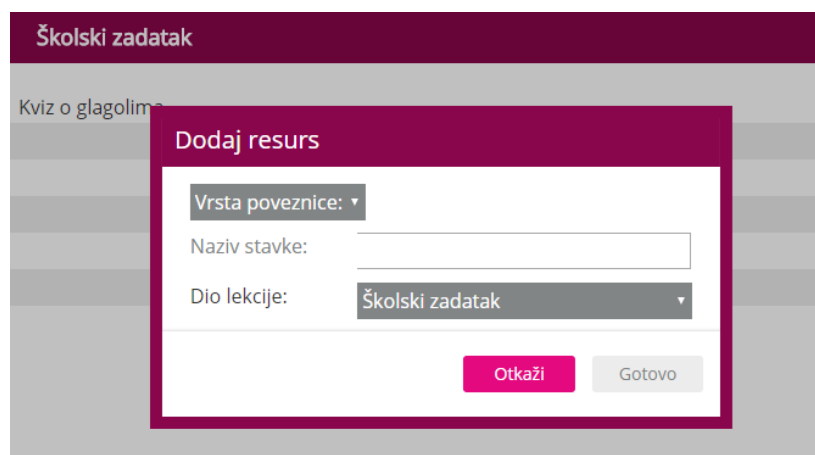 Školski zadatak
Kviz o glagolima
Dodaj resurs
Vrsta poveznice:
Naziv stavke:
Dio lekcije: Školski zadatak
Otkaži Gotovo